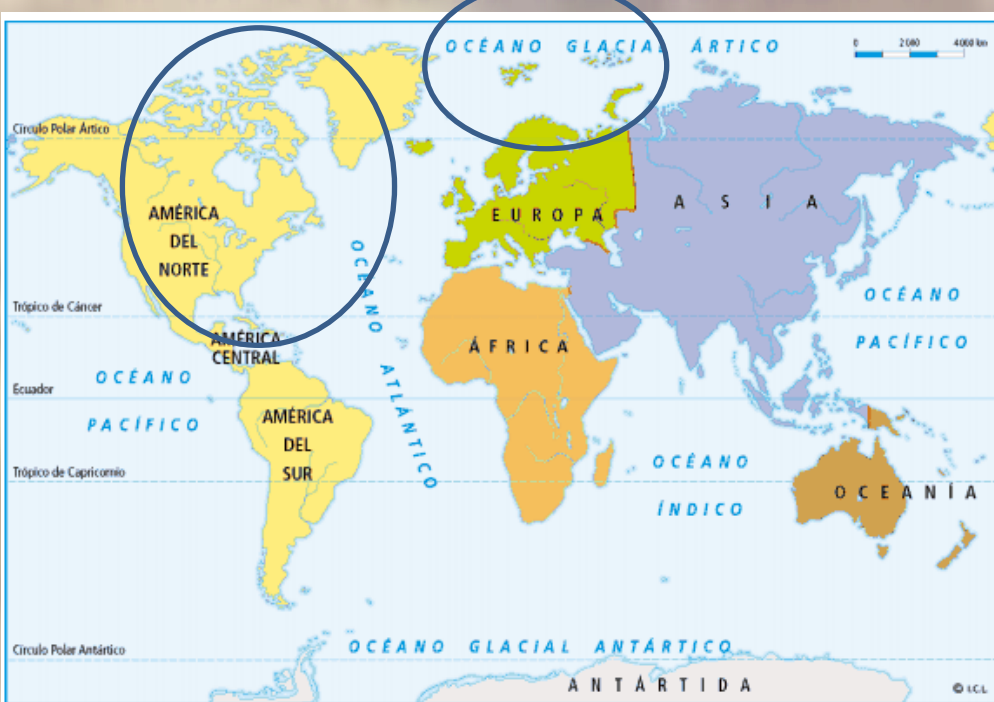 OCÉANO GLACIAL ÁRTICO
0 2000 4000 km
Círculo Polar Ártico
AMÉRICA
DEL
NORTE
EUROPA
ASIA
OCÉANO ATLÁNTICO
Trópico de Cáncer
OCÉANO
PACÍFICO
ÁFRICA
AMÉRICA
CENTRAL
OCÉANO
PACÍFICO
Ecuador
AMÉRICA
DEL
SUR
Trópico de Capricornio
OCÉANO
ÍNDICO
OCEANÍA
Círculo Polar Antártico
OCÉANO GLACIAL ANTÁRTICO
ANTÁRTIDA
© I.C.L.